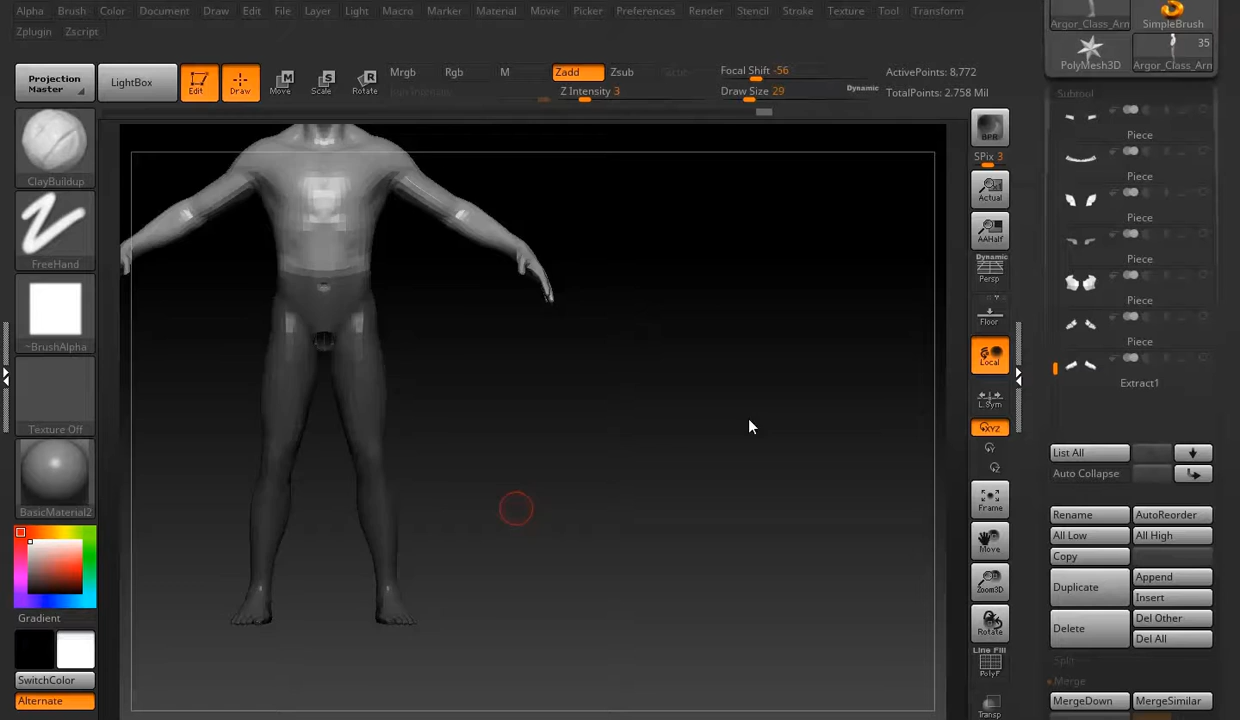 Alpha Brush Color Document Draw Edit File Layer Light Macro Marker Material Movie Picker Preferences Render Stencil Stroke Texture Tool Transform
Zplugin Zscript
Argor_Class_Arn SimpleBrush
PolyMesh3D 35 Argor_Class_Arn
Projection Master
LightBox
Edit
Draw
Move
Scale
Rotate
Mrgb Rgb M
Zadd Zsub
Z Intensity 3
Focal Shift -56
Draw Size 29
Dynamic
ActivePoints: 8,772
TotalPoints: 2.758 Mil
ClayBuildup
FreeHand
~BrushAlpha
Texture Off
BasicMaterial2
Gradient
SwitchColor
Alternate
BPR
SPix 3
Actual
AAHalf
Dynamic
Persp
Floor
Local
L.Sym
XYZ
Frame
Move
Zoom3D
Rotate
Line Fill
PolyF
Transp
Subtool
Piece
Piece
Piece
Piece
Piece
Piece
Extract1
List All
Auto Collapse
Rename AutoReorder
All Low All High
Copy
Duplicate Append
Insert
Delete Del Other
Del All
Split
Merge
MergeDown MergeSimilar